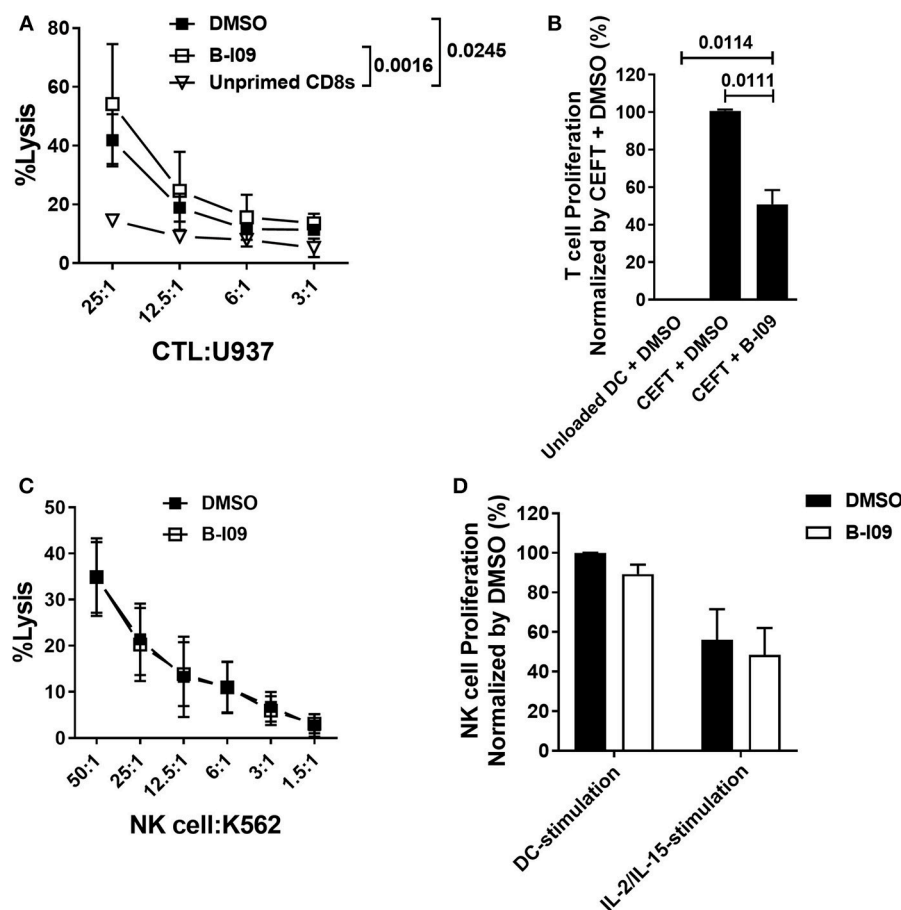 A
DMSO
B-I09
Unprimed CD8s
0.0016
0.0245
%Lysis
80
60
40
20
0
25:1
12.5:1
6:1
3:1
CTL:U937
B
0.0114
0.0111
T cell Proliferation
Normalized by CEFT + DMSO (%)
120
100
80
60
40
20
0
Unloaded DC + DMSO
CEFT + DMSO
CEFT + B-I09
C
DMSO
B-I09
%Lysis
50
40
30
20
10
0
50:1
25:1
12.5:1
6:1
3:1
1.5:1
NK cell:K562
D
DMSO
B-I09
NK cell Proliferation
Normalized by DMSO (%)
120
100
80
60
40
20
0
DC-stimulation
IL-2/IL-15-stimulation